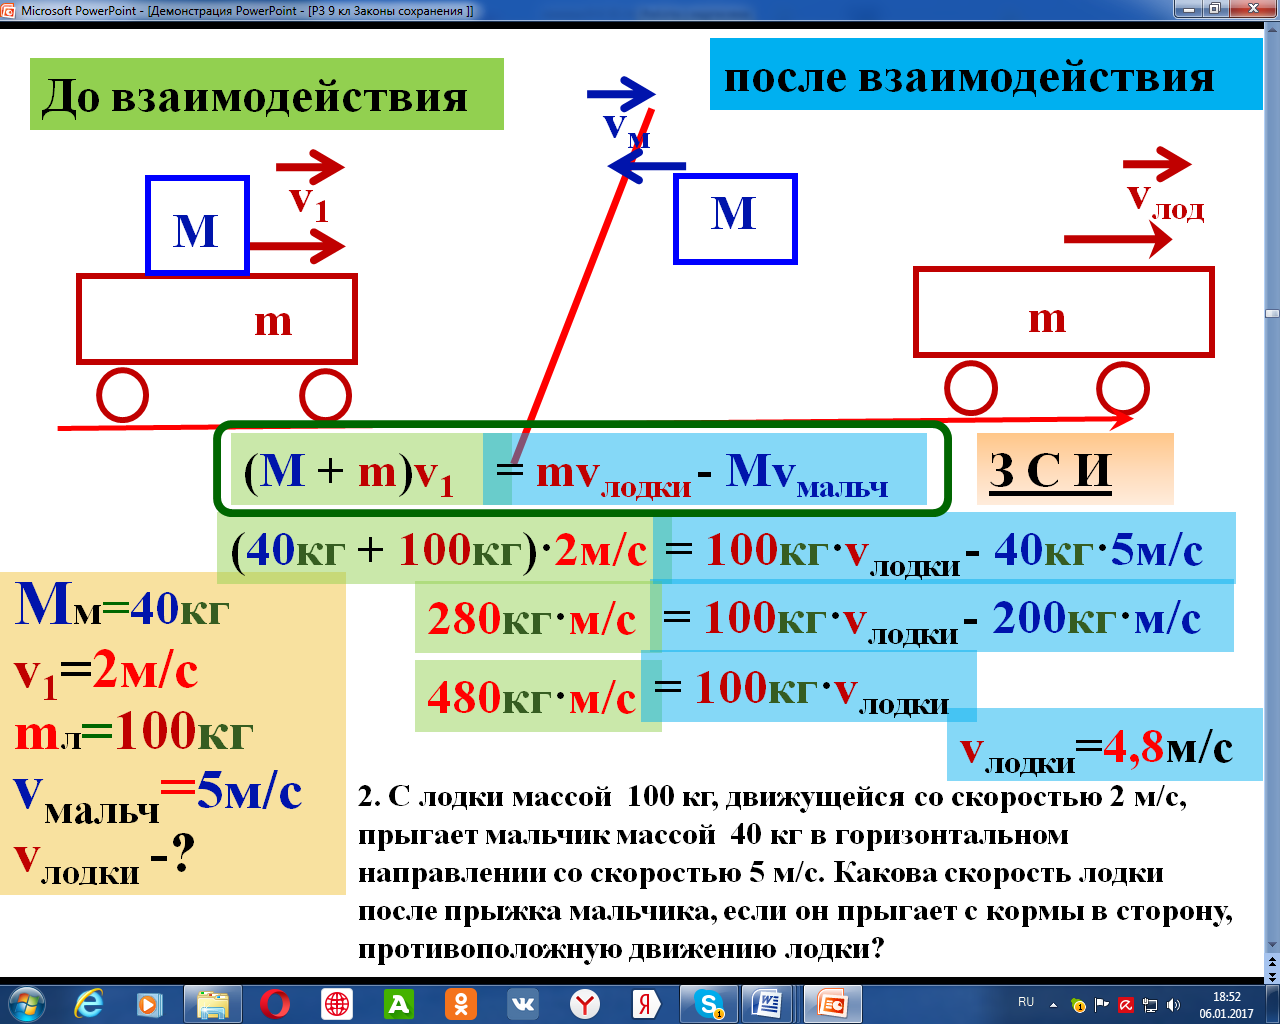 Microsoft PowerPoint - [Демонстрация PowerPoint - [Р3 9 кл Законы сохранения ]]
До взаимодействия
после взаимодействия
vм
v1
vлод
M
M
m
m
(M + m)v1 = mvлодки - Mvмальч
З С И
(40кг + 100кг)·2м/с = 100кг·vлодки - 40кг·5м/с
280кг·м/с = 100кг·vлодки - 200кг·м/с
480кг·м/с = 100кг·vлодки
vлодки=4,8м/с
Mм=40кг
v1=2м/с
mл=100кг
vмальч=5м/с
vлодки -?
2. С лодки массой 100 кг, движущейся со скоростью 2 м/с,
прыгает мальчик массой 40 кг в горизонтальном
направлении со скоростью 5 м/с. Какова скорость лодки
после прыжка мальчика, если он прыгает с кормы в сторону,
противоположную движению лодки?
RU
18:52
06.01.2017